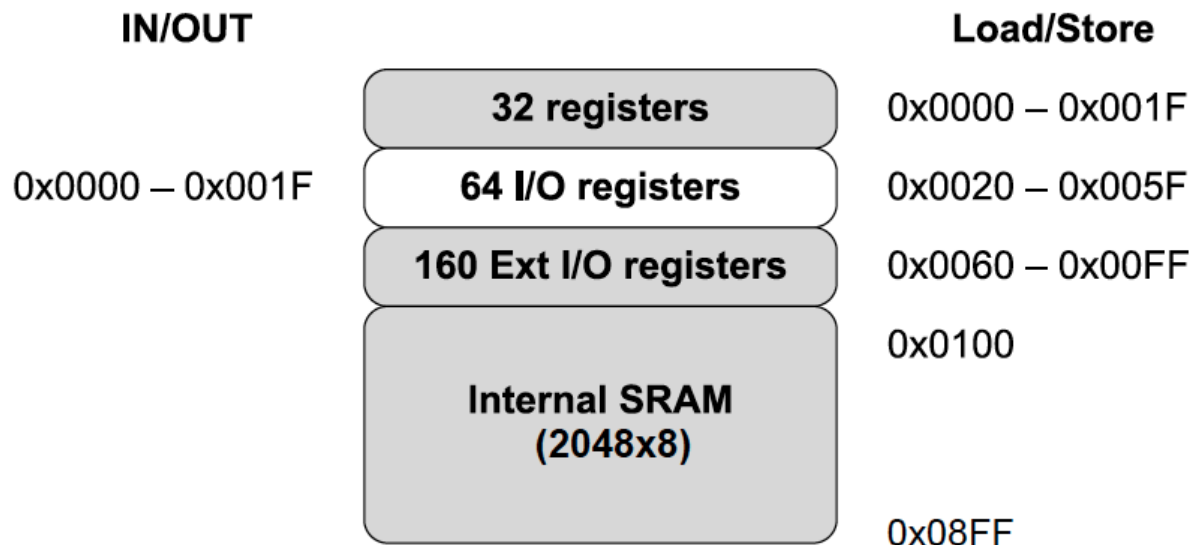 IN/OUT
Load/Store
32 registers
0x0000 – 0x001F
0x0000 – 0x001F
64 I/O registers
0x0020 – 0x005F
160 Ext I/O registers
0x0060 – 0x00FF
0x0100
Internal SRAM
(2048x8)
0x08FF